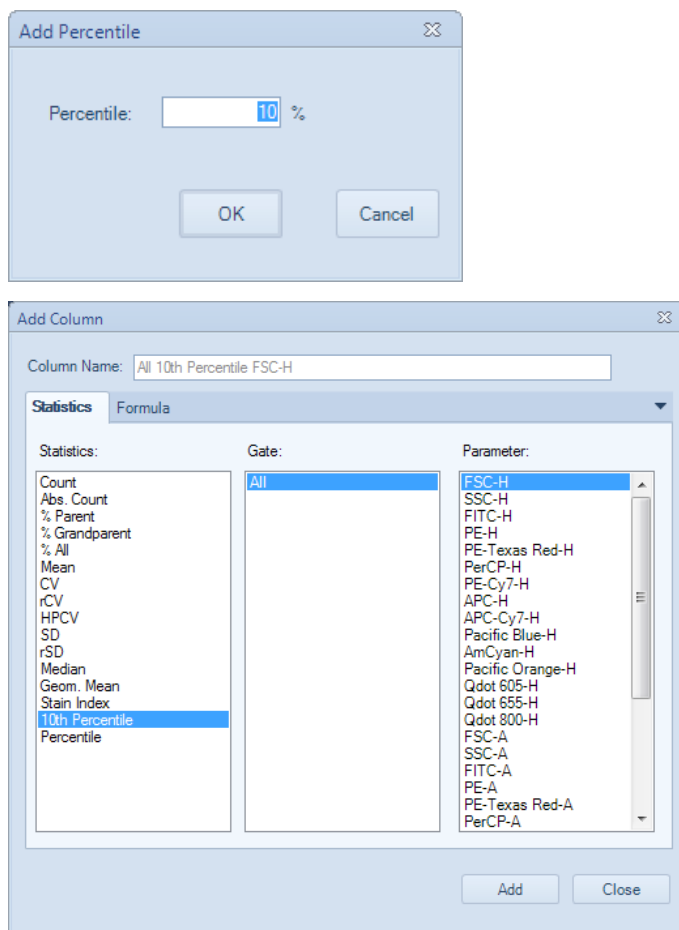 Add Percentile
Percentile: 10 %
OK Cancel
Add Column
Column Name: All 10th Percentile FSC-H
Statistics Formula
Statistics: Gate: Parameter:
Count All FSC-H
Abs. Count SSC-H
% Parent FITC-H
% Grandparent PE-H
% All PE-Texas Red-H
Mean PerCP-H
CV PE-Cy7-H
rCV APC-H
HPCV APC-Cy7-H
SD Pacific Blue-H
rSD AmCyan-H
Median Pacific Orange-H
Geom. Mean Qdot 605-H
Stain Index Qdot 655-H
10th Percentile Qdot 800-H
Percentile FSC-A
SSC-A
FITC-A
PE-A
PE-Texas Red-A
PerCP-A
Add Close